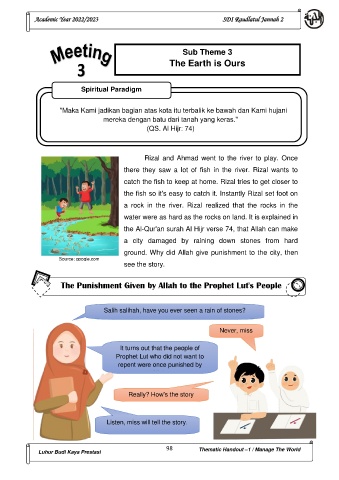 Academic Year 2022/2023
SDI Raudlatul Jannah 2
Meeting
3
Sub Theme 3
The Earth is Ours
Spiritual Paradigm
"Maka Kami jadikan bagian atas kota itu terbalik ke bawah dan Kami hujani
mereka dengan batu dari tanah yang keras."
(QS. Al Hijr: 74)
Rizal and Ahmad went to the river to play. Once
there they saw a lot of fish in the river. Rizal wants to
catch the fish to keep at home. Rizal tries to get closer to
the fish so it's easy to catch it. Instantly Rizal set foot on
a rock in the river. Rizal realized that the rocks in the
water were as hard as the rocks on land. It is explained in
the Al-Qur'an surah Al Hijr verse 74, that Allah can make
a city damaged by raining down stones from hard
ground. Why did Allah give punishment to the city, then
see the story.
Source: google.com
The Punishment Given by Allah to the Prophet Lut's People
Salih salihah, have you ever seen a rain of stones?
Never, miss
It turns out that the people of
Prophet Lut who did not want to
repent were once punished by
Really? How's the story
Listen, miss will tell the story.
Luhur Budi Kaya Prestasi
98
Thematic Handout –1 / Manage The World